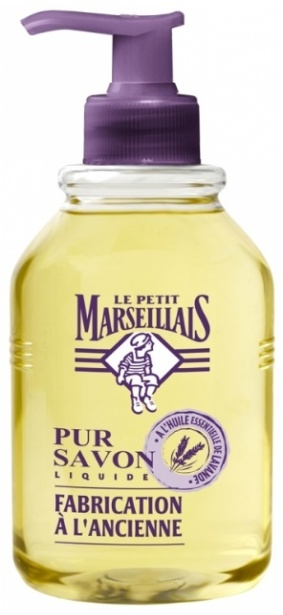 LE PETIT
MARSEILLAIS
PUR
SAVON
LIQUIDE
À L'HUILE ESSENTIELLE DE LAVANDE
FABRICATION
À L'ANCIENNE